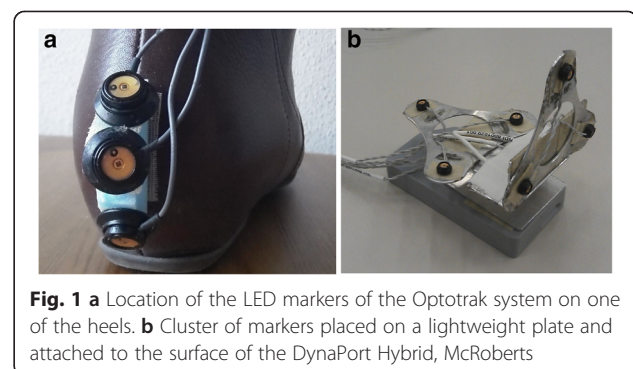 a
b
Fig. 1 a Location of the LED markers of the Optotrak system on one
of the heels. b Cluster of markers placed on a lightweight plate and
attached to the surface of the DynaPort Hybrid, McRoberts